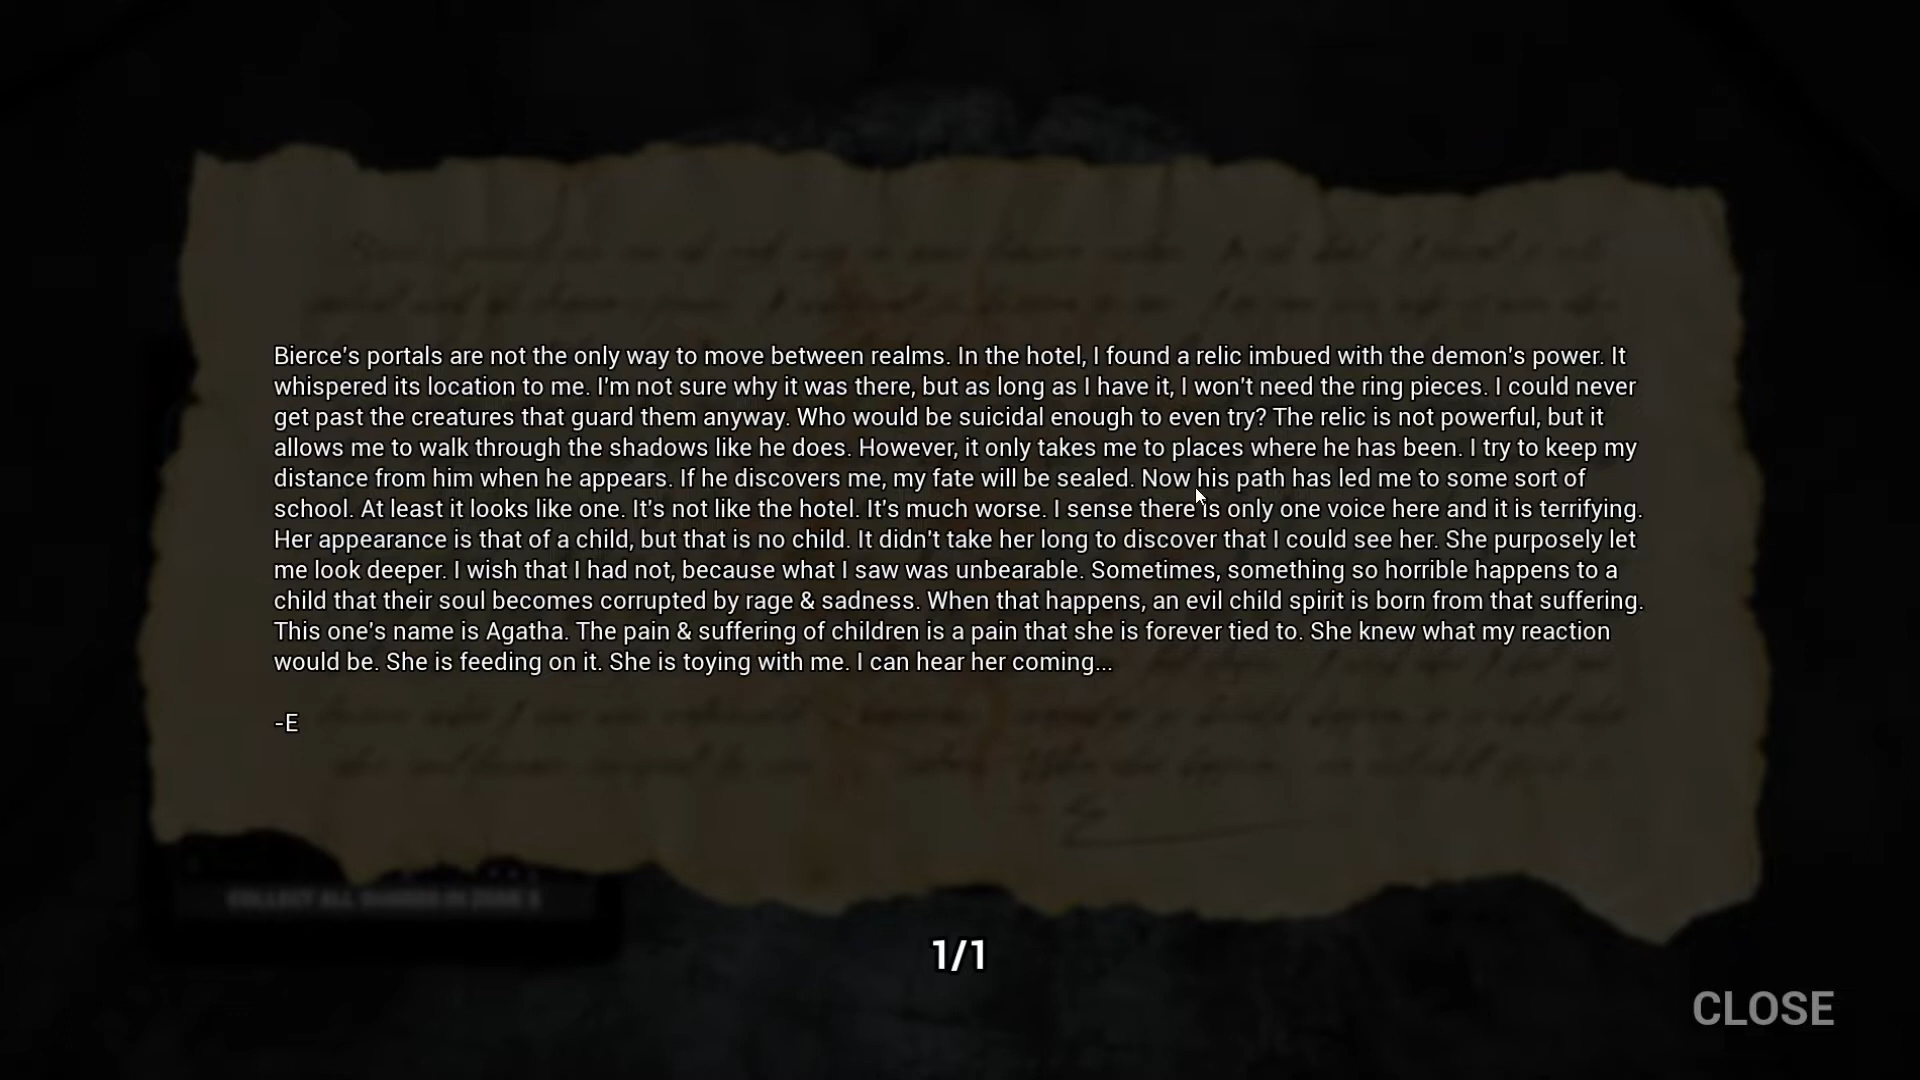 Bierce's portals are not the only way to move between realms. In the hotel, I found a relic imbued with the demon's power. It
whispered its location to me. I'm not sure why it was there, but as long as I have it, I won't need the ring pieces. I could never
get past the creatures that guard them anyway. Who would be suicidal enough to even try? The relic is not powerful, but it
allows me to walk through the shadows like he does. However, it only takes me to places where he has been. I try to keep my
distance from him when he appears. If he discovers me, my fate will be sealed. Now his path has led me to some sort of
school. At least it looks like one. It's not like the hotel. It's much worse. I sense there is only one voice here and it is terrifying.
Her appearance is that of a child, but that is no child. It didn't take her long to discover that I could see her. She purposely let
me look deeper. I wish that I had not, because what I saw was unbearable. Sometimes, something so horrible happens to a
child that their soul becomes corrupted by rage & sadness. When that happens, an evil child spirit is born from that suffering.
This one's name is Agatha. The pain & suffering of children is a pain that she is forever tied to. She knew what my reaction
would be. She is feeding on it. She is toying with me. I can hear her coming...
-E
COLLECT ALL SHARDS IN ZONE
1/1
CLOSE